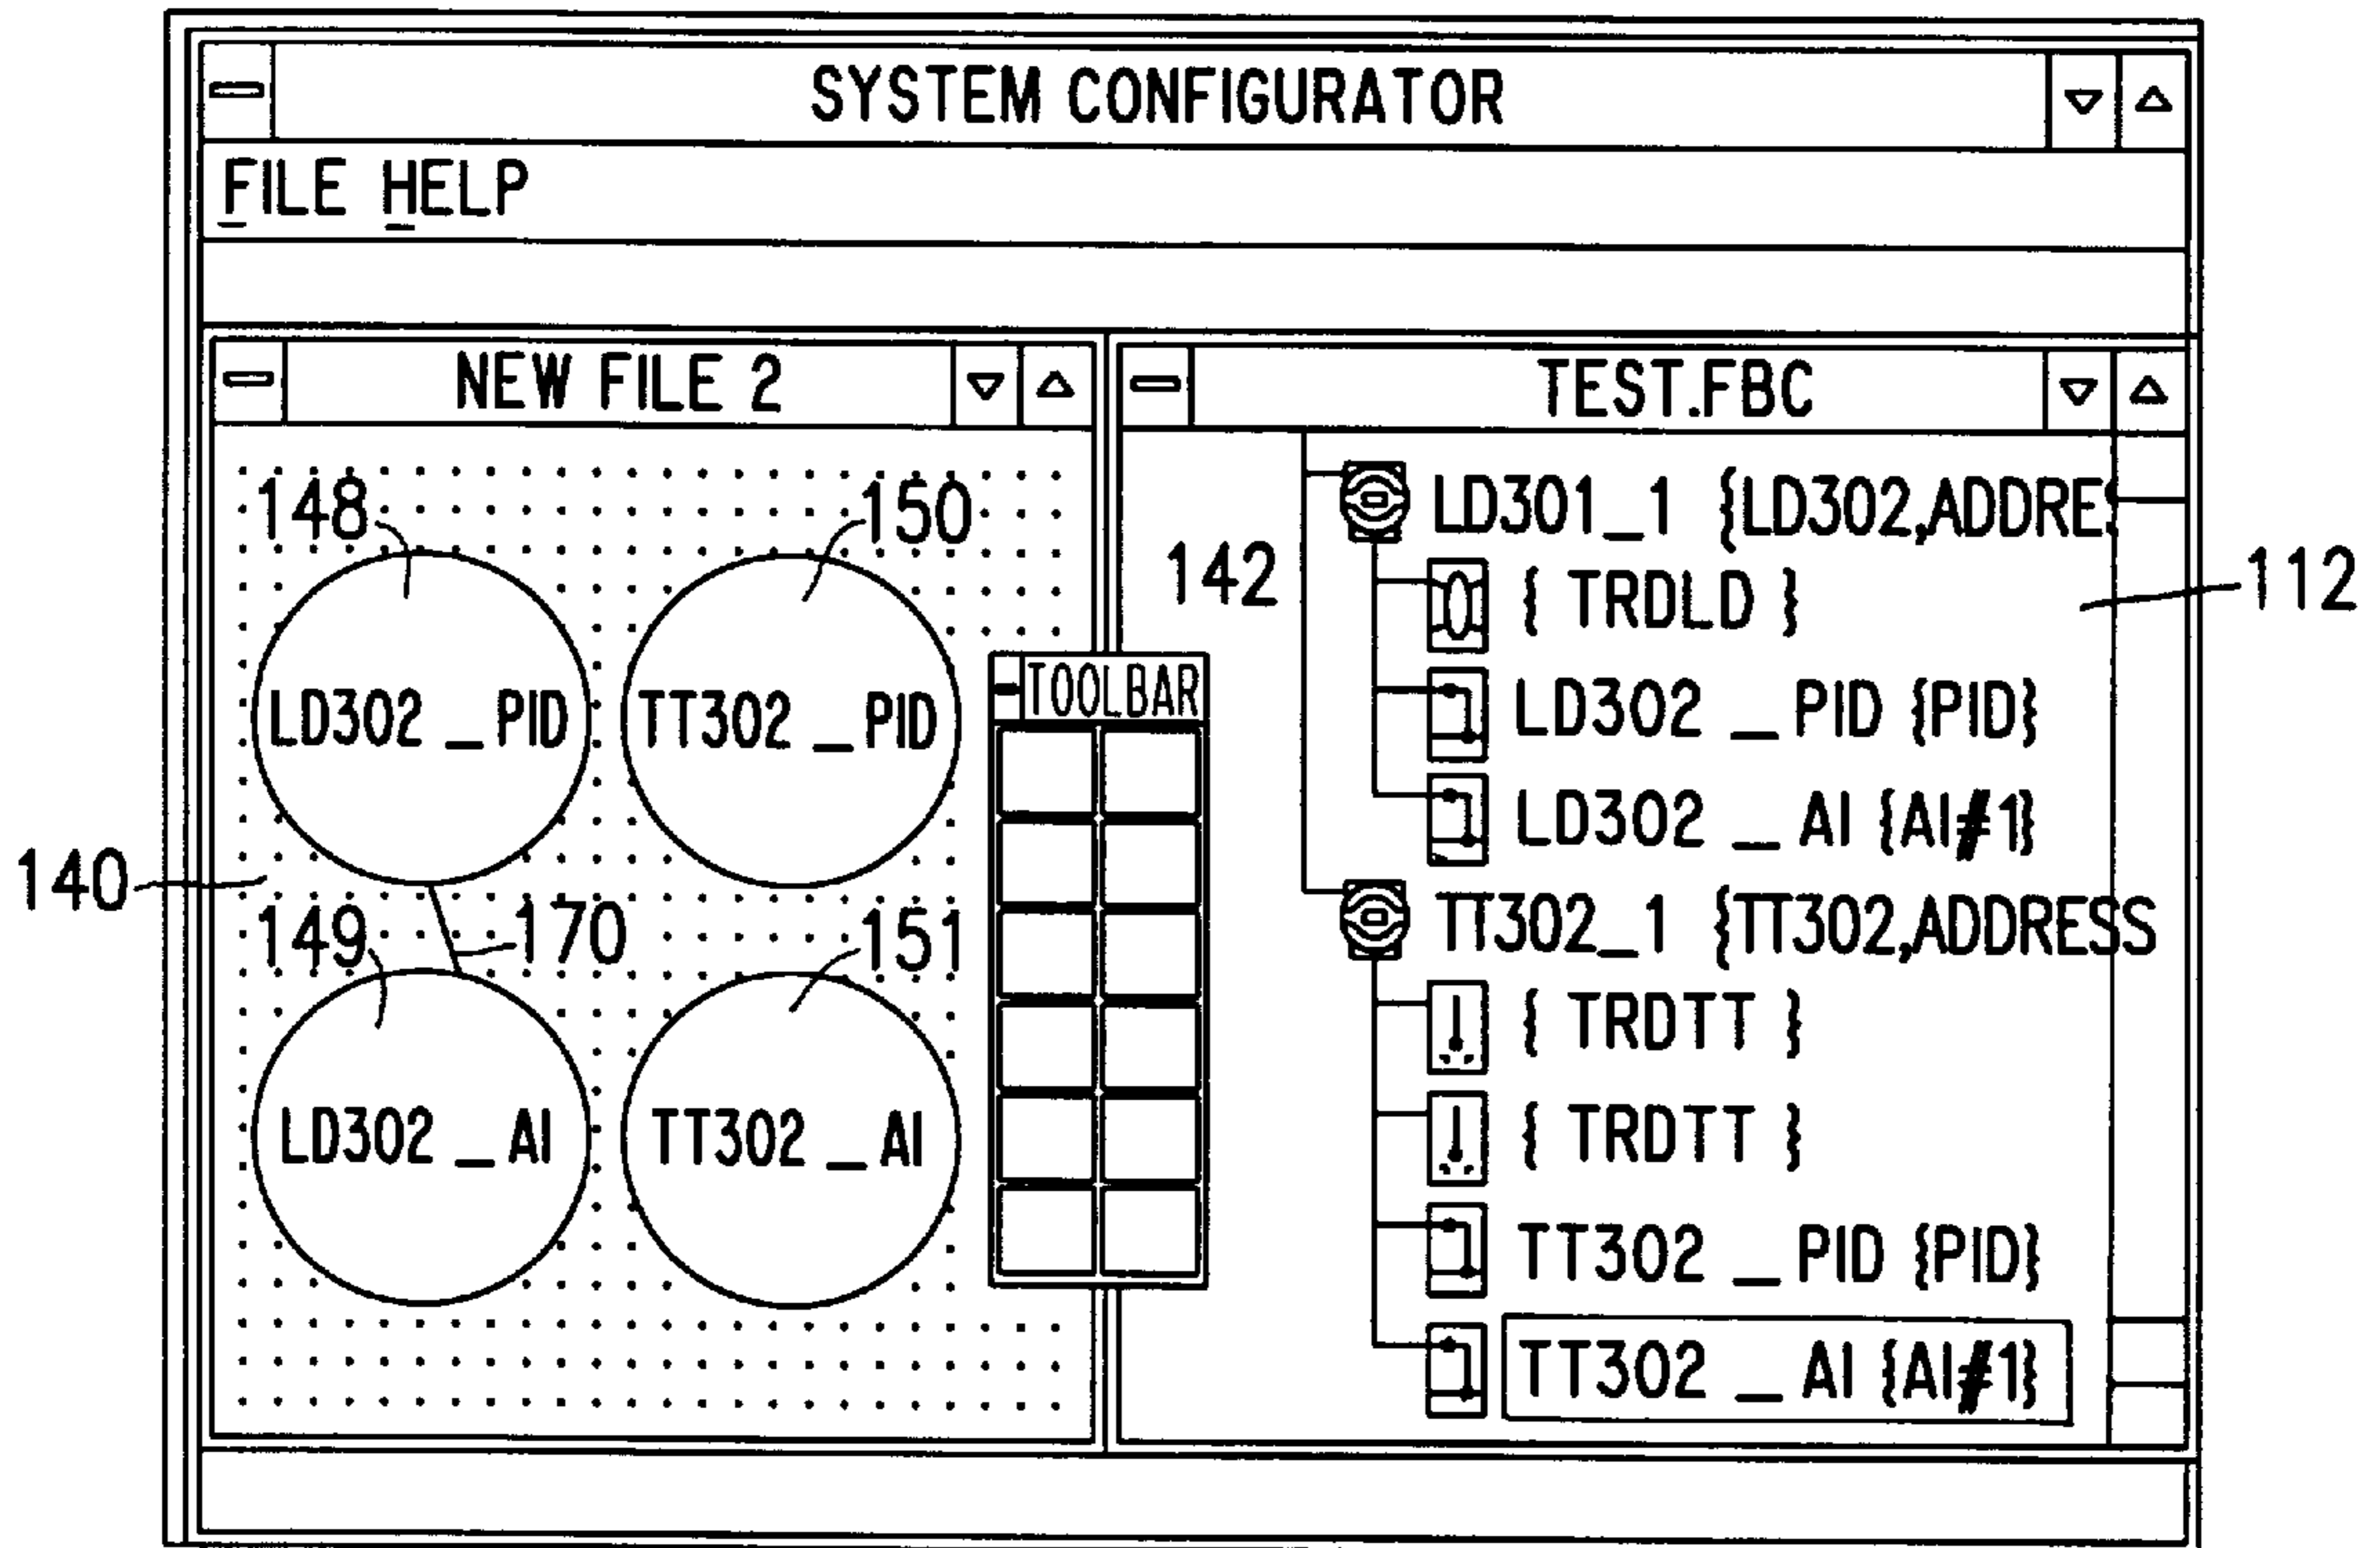 SYSTEM CONFIGURATOR
FILE HELP
NEW FILE 2
148
150
LD302 _ PID
TT302 _ PID
140
149
170
151
LD302 _ AI
TT302 _ AI
TOOLBAR
TEST.FBC
142
112
LD301_1 {LD302,ADDRES
{ TRDLD }
LD302 _ PID {PID}
LD302 _ AI {AI#1}
TT302_1 {TT302,ADDRESS
{ TRDTT }
{ TRDTT }
TT302 _ PID {PID}
TT302 _ AI {AI#1}